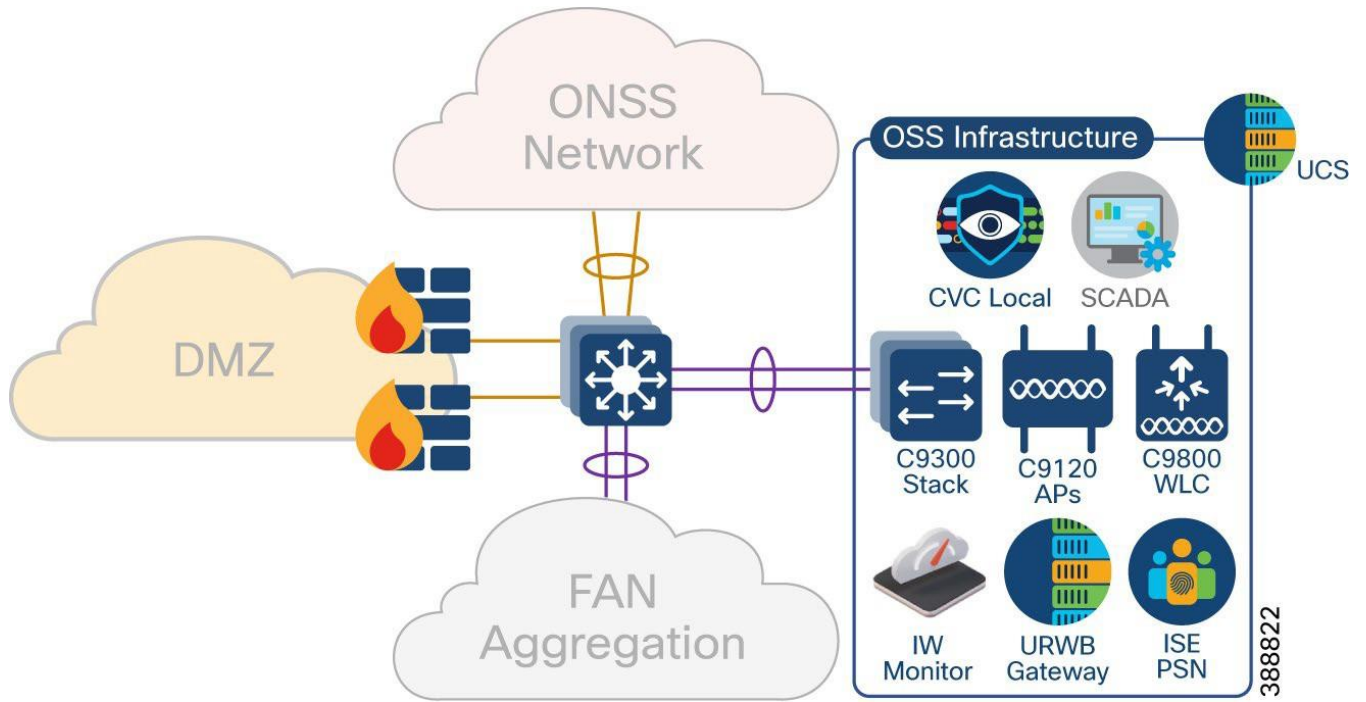 ONSS
Network
OSS Infrastructure
UCS
CVC Local
SCADA
DMZ
C9300
Stack
C9120
APs
C9800
WLC
FAN
Aggregation
IW
Monitor
URWB
Gateway
ISE
PSN
388822